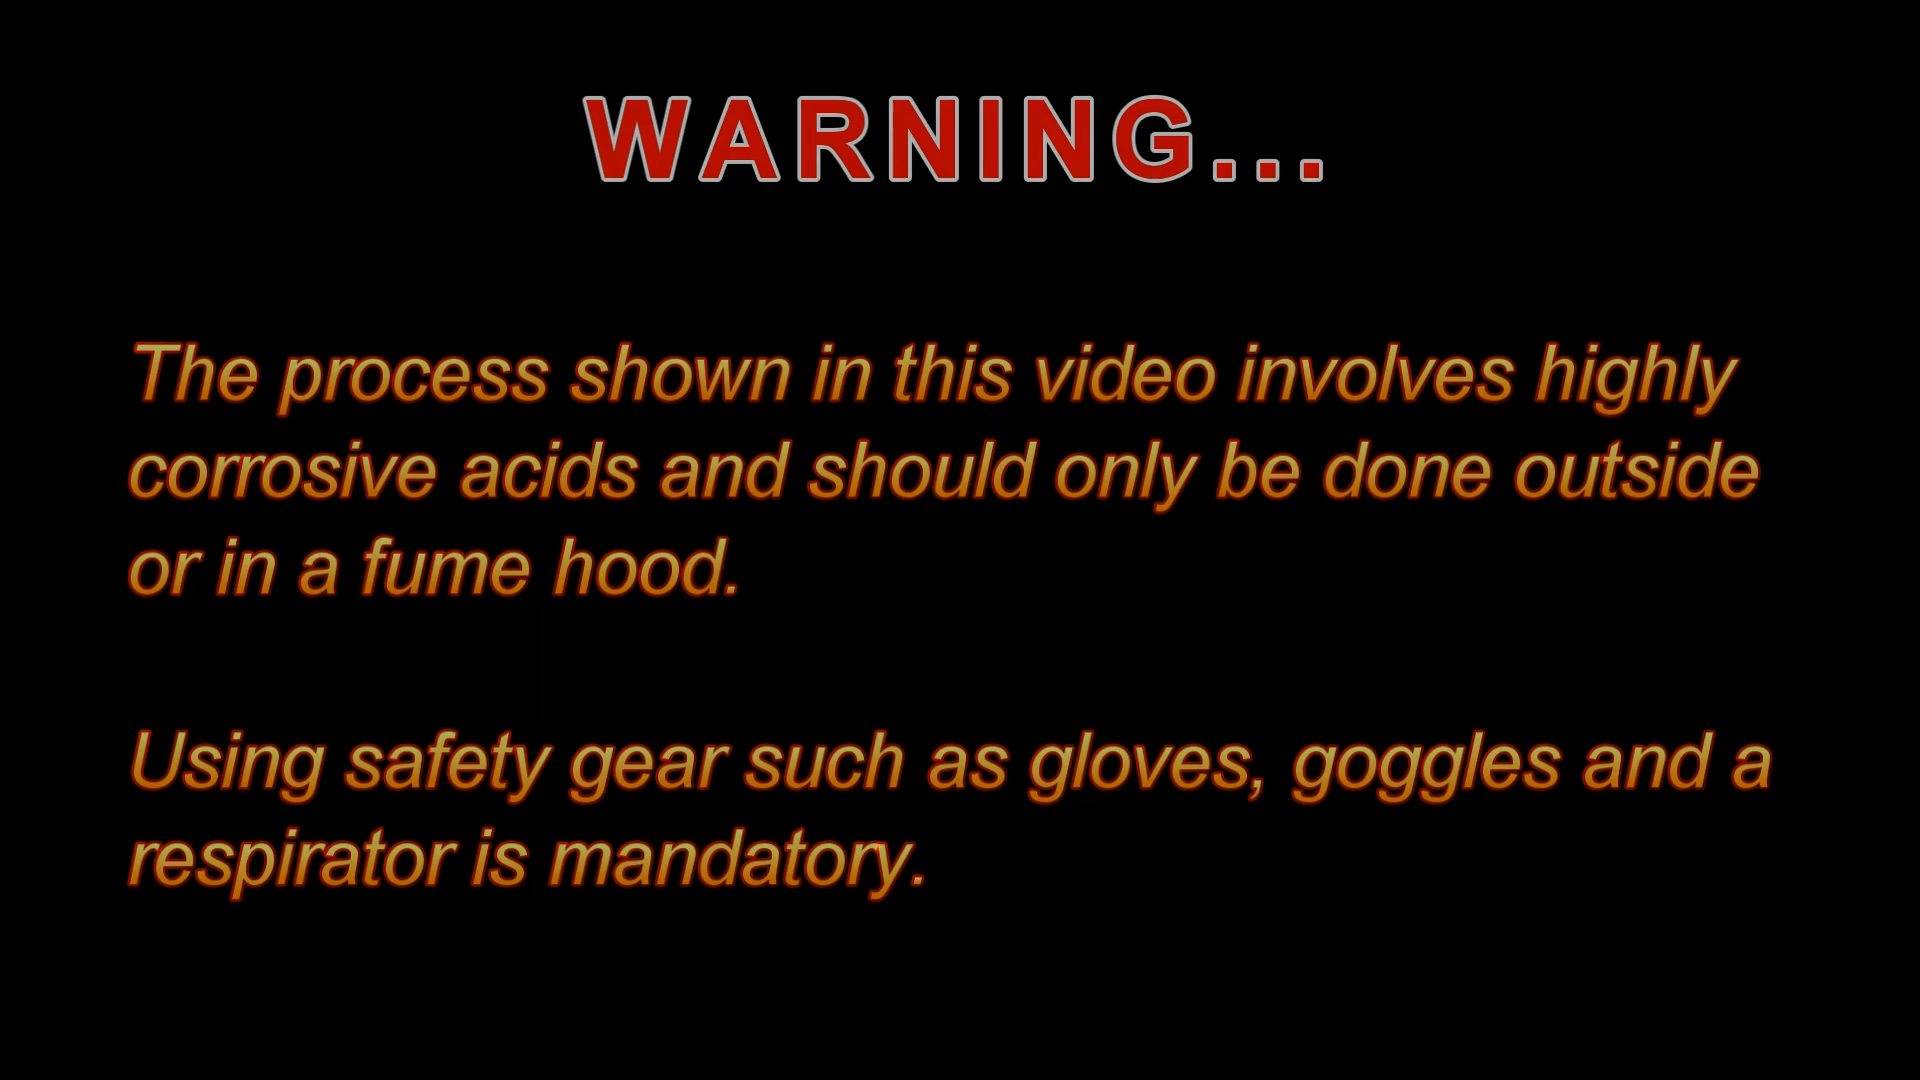 WARNING...
The process shown in this video involves highly
corrosive acids and should only be done outside
or in a fume hood.
Using safety gear such as gloves, goggles and a
respirator is mandatory.